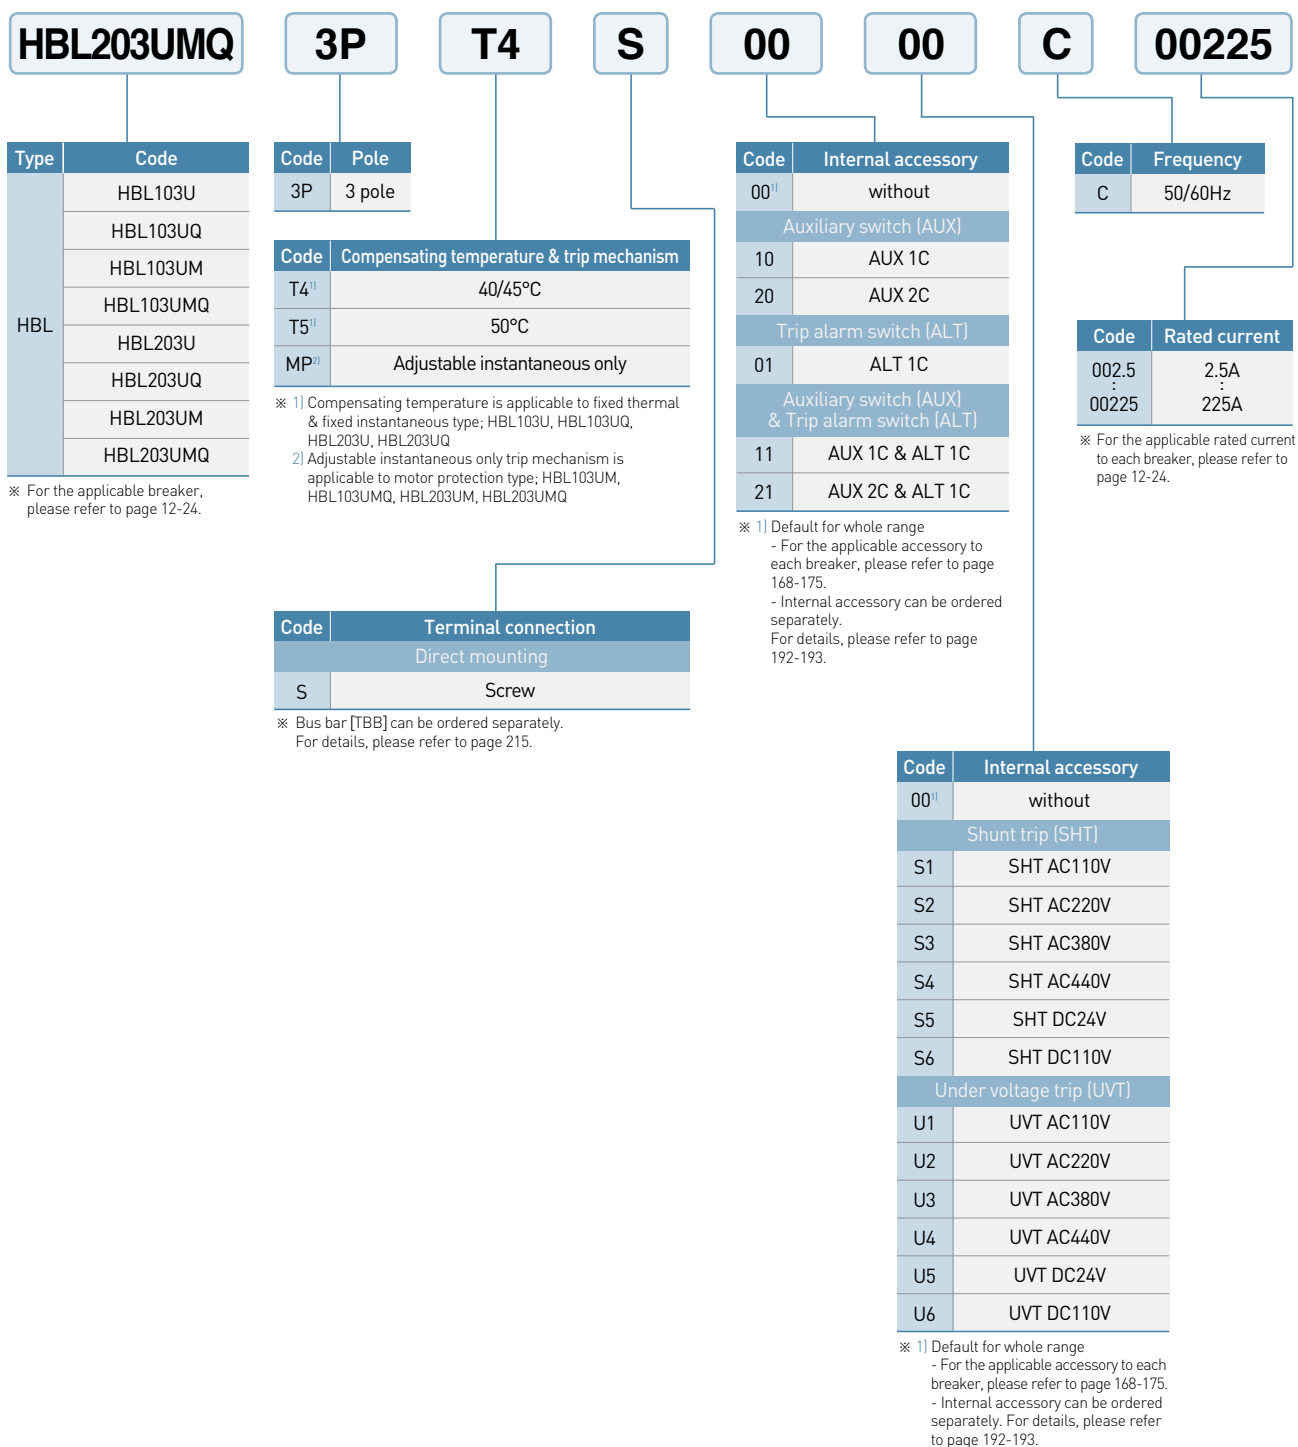 HBL203UMQ 3P T4 S 00 00 C 00225
Type Code
HBL
HBL103U
HBL103UQ
HBL103UM
HBL103UMQ
HBL203U
HBL203UQ
HBL203UM
HBL203UMQ
※ For the applicable breaker,
please refer to page 12-24.
Code Pole
3P 3 pole
Code Compensating temperature & trip mechanism
T4¹⁾ 40/45°C
T5¹⁾ 50°C
MP²⁾ Adjustable instantaneous only
※ 1) Compensating temperature is applicable to fixed thermal
& fixed instantaneous type; HBL103U, HBL103UQ,
HBL203U, HBL203UQ
2) Adjustable instantaneous only trip mechanism is
applicable to motor protection type; HBL103UM,
HBL103UMQ, HBL203UM, HBL203UMQ
Code Terminal connection
Direct mounting
S Screw
※ Bus bar [TBB] can be ordered separately.
For details, please refer to page 215.
Code Internal accessory
00¹⁾ without
Auxiliary switch (AUX)
10 AUX 1C
20 AUX 2C
Trip alarm switch (ALT)
01 ALT 1C
Auxiliary switch (AUX)
& Trip alarm switch (ALT)
11 AUX 1C & ALT 1C
21 AUX 2C & ALT 1C
※ 1) Default for whole range
- For the applicable accessory to
each breaker, please refer to page
168-175.
- Internal accessory can be ordered
separately.
For details, please refer to page
192-193.
Code Frequency
C 50/60Hz
Code Rated current
002.5 2.5A
: :
00225 225A
※ For the applicable rated current
to each breaker, please refer to
page 12-24.
Code Internal accessory
00¹⁾ without
Shunt trip (SHT)
S1 SHT AC110V
S2 SHT AC220V
S3 SHT AC380V
S4 SHT AC440V
S5 SHT DC24V
S6 SHT DC110V
Under voltage trip (UVT)
U1 UVT AC110V
U2 UVT AC220V
U3 UVT AC380V
U4 UVT AC440V
U5 UVT DC24V
U6 UVT DC110V
※ 1) Default for whole range
- For the applicable accessory to each
breaker, please refer to page 168-175.
- Internal accessory can be ordered
separately. For details, please refer
to page 192-193.